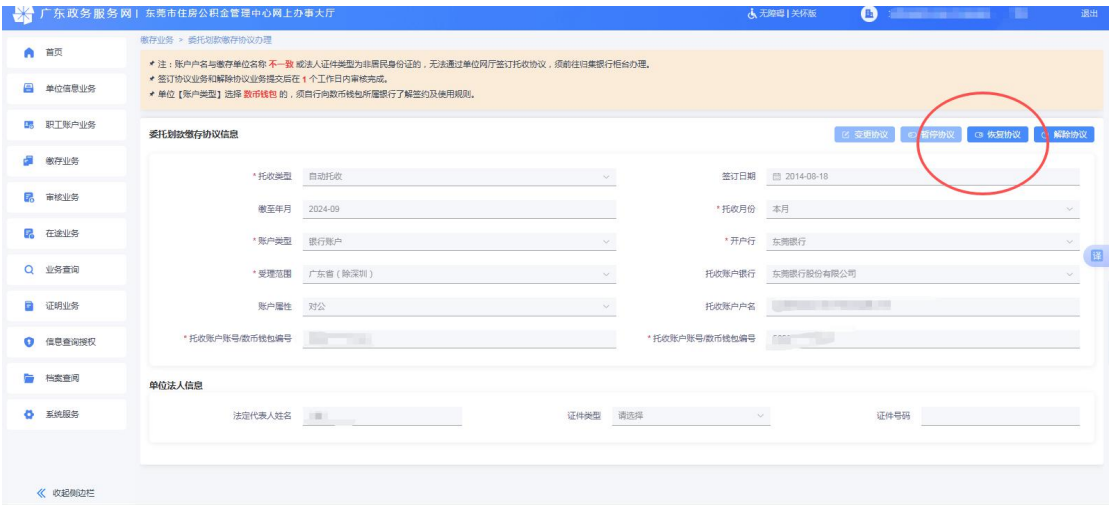 广东政务服务网 | 东莞市住房公积金管理中心网上办事大厅
无障碍 | 关怀版
退出
首页
单位信息业务
职工账户业务
缴存业务
审核业务
在途业务
业务查询
证明业务
信息查询授权
档案查阅
系统服务
收起侧边栏
缴存业务 > 委托划款缴存协议办理
注：账户户名与缴存单位名称 不一致 或法人证件类型为非居民身份证的，无法通过单位网厅签订托收协议，须前往归集银行柜台办理。
签订协议业务和解除协议业务提交后在 1 个工作日内审核完成。
单位【账户类型】选择 数币钱包 的，须自行向数币钱包所属银行了解签约及使用规则。
委托划款缴存协议信息
变更协议 暂停协议 恢复协议 解除协议
* 托收类型 自动托收 签订日期 2014-08-18
缴至年月 2024-09 * 托收月份 本月
* 账户类型 银行账户 * 开户行 东莞银行
* 受理范围 广东省（除深圳） 托收账户银行 东莞银行股份有限公司
账户属性 对公 托收账户户名
* 托收账户账号/数币钱包编号 * 托收账户账号/数币钱包编号
单位法人信息
法定代表人姓名 证件类型 请选择 证件号码
译